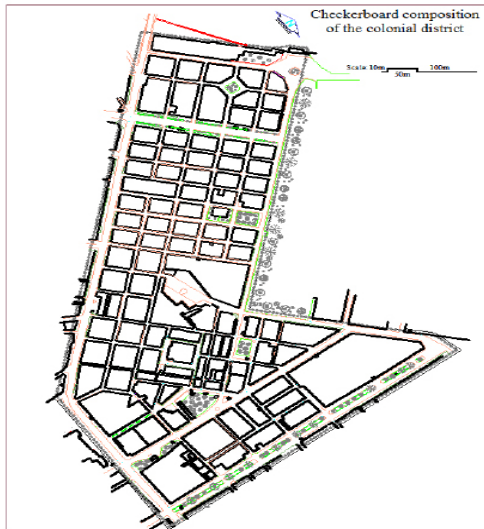 Checkerboard composition
of the colonial district
Scale 10m 100m
50m